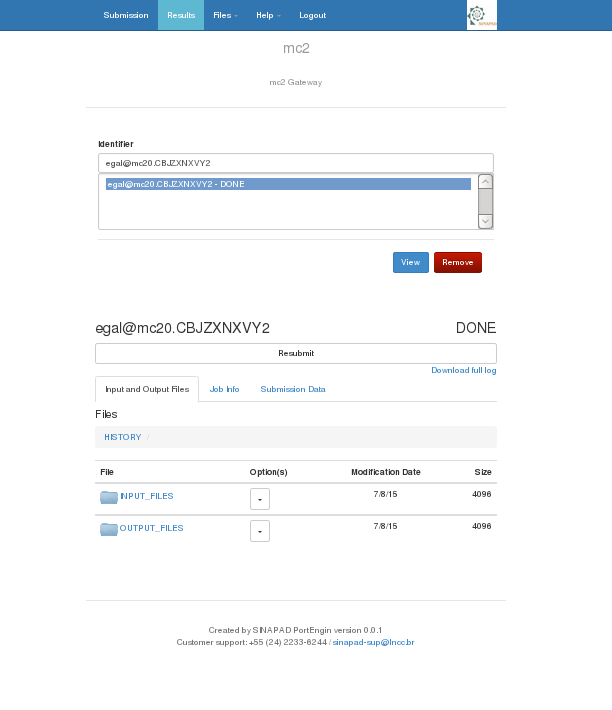 Submission Results Files Help Logout
mc2
mc2 Gateway
Identifier
egal@mc20.CBJZXNXVY2
egal@mc20.CBJZXNXVY2 - DONE
View Remove
egal@mc20.CBJZXNXVY2 DONE
Resubmit
Download full log
Input and Output Files Job Info Submission Data
Files
HISTORY /
File Option(s) Modification Date Size
INPUT_FILES 7/8/15 4096
OUTPUT_FILES 7/8/15 4096
Created by SINAPAD PortEngin version 0.0.1
Customer support: +55 (24) 2233-6244 / sinapad-sup@lncc.br